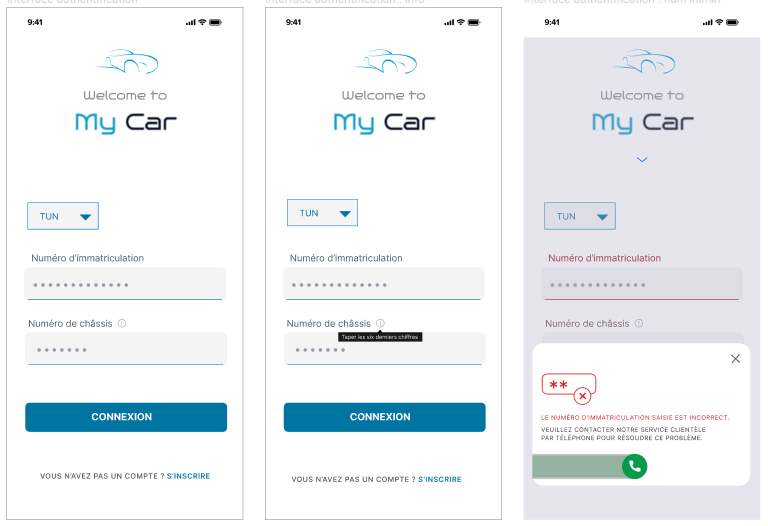 Interface authentification
9:41
Welcome to
My Car
TUN
Numéro d'immatriculation
Numéro de châssis
CONNEXION
VOUS N'AVEZ PAS UN COMPTE ? S'INSCRIRE
Interface authentification : info
9:41
Welcome to
My Car
TUN
Numéro d'immatriculation
Numéro de châssis
Taper les six derniers chiffres
CONNEXION
VOUS N'AVEZ PAS UN COMPTE ? S'INSCRIRE
Interface authentification :
9:41
Welcome to
My Car
TUN
Numéro d'immatriculation
Numéro de châssis
**
LE NUMÉRO D'IMMATRICULATION SAISIE EST INCORRECT.
VEUILLEZ CONTACTER NOTRE SERVICE CLIENTÈLE
PAR TÉLÉPHONE POUR RÉSOUDRE CE PROBLÈME.